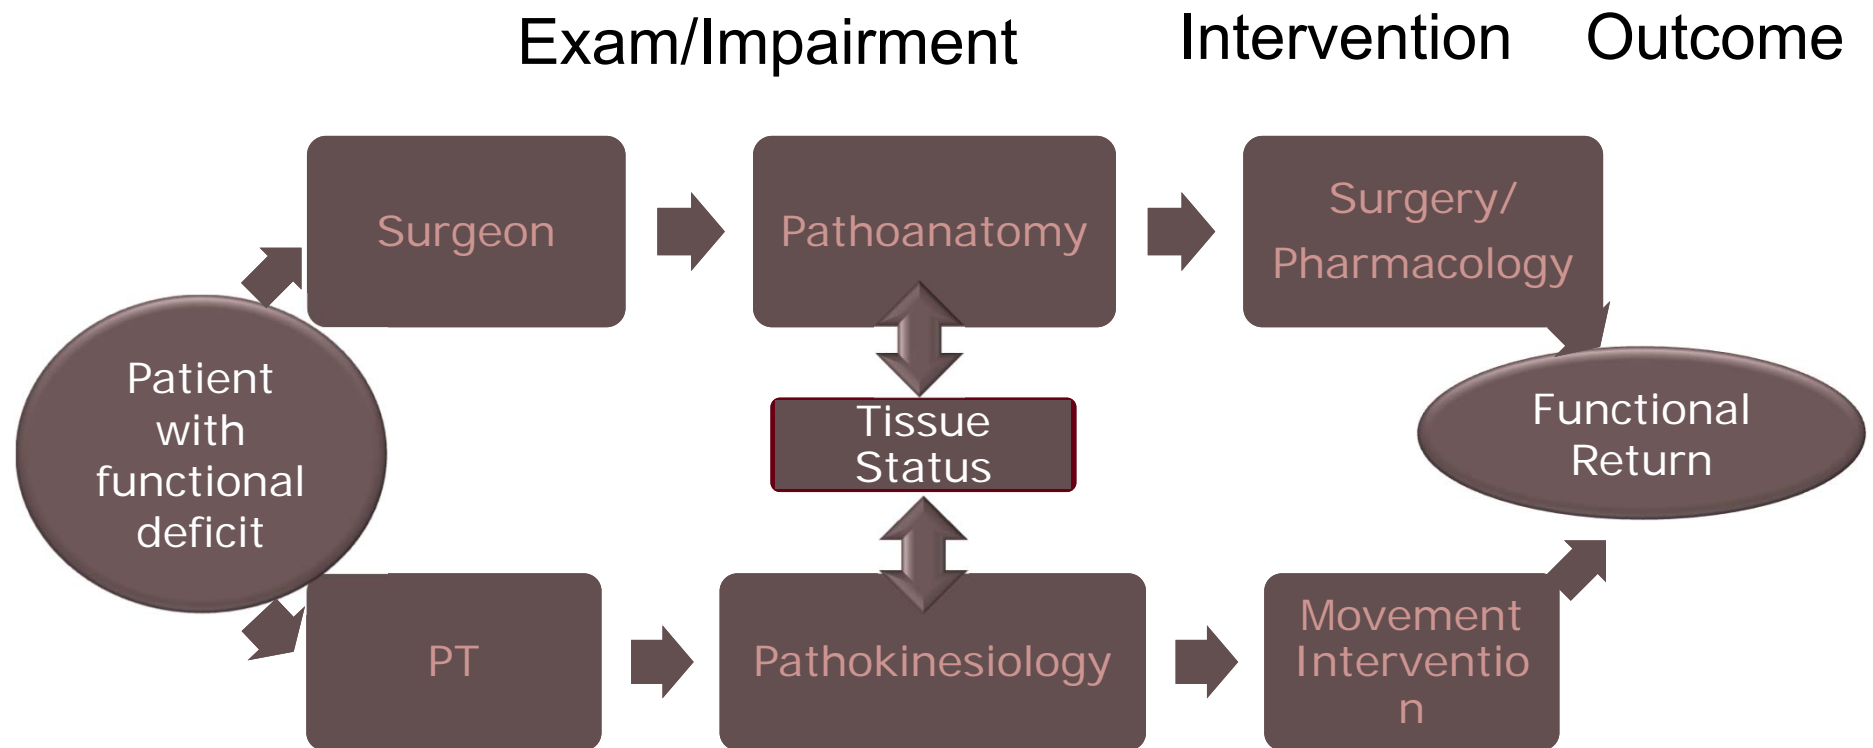 Exam/Impairment
Intervention
Outcome
Surgeon
Pathoanatomy
Surgery/
Pharmacology
Patient
with
functional
deficit
Tissue
Status
Functional
Return
PT
Pathokinesiology
Movement
Interventio
n